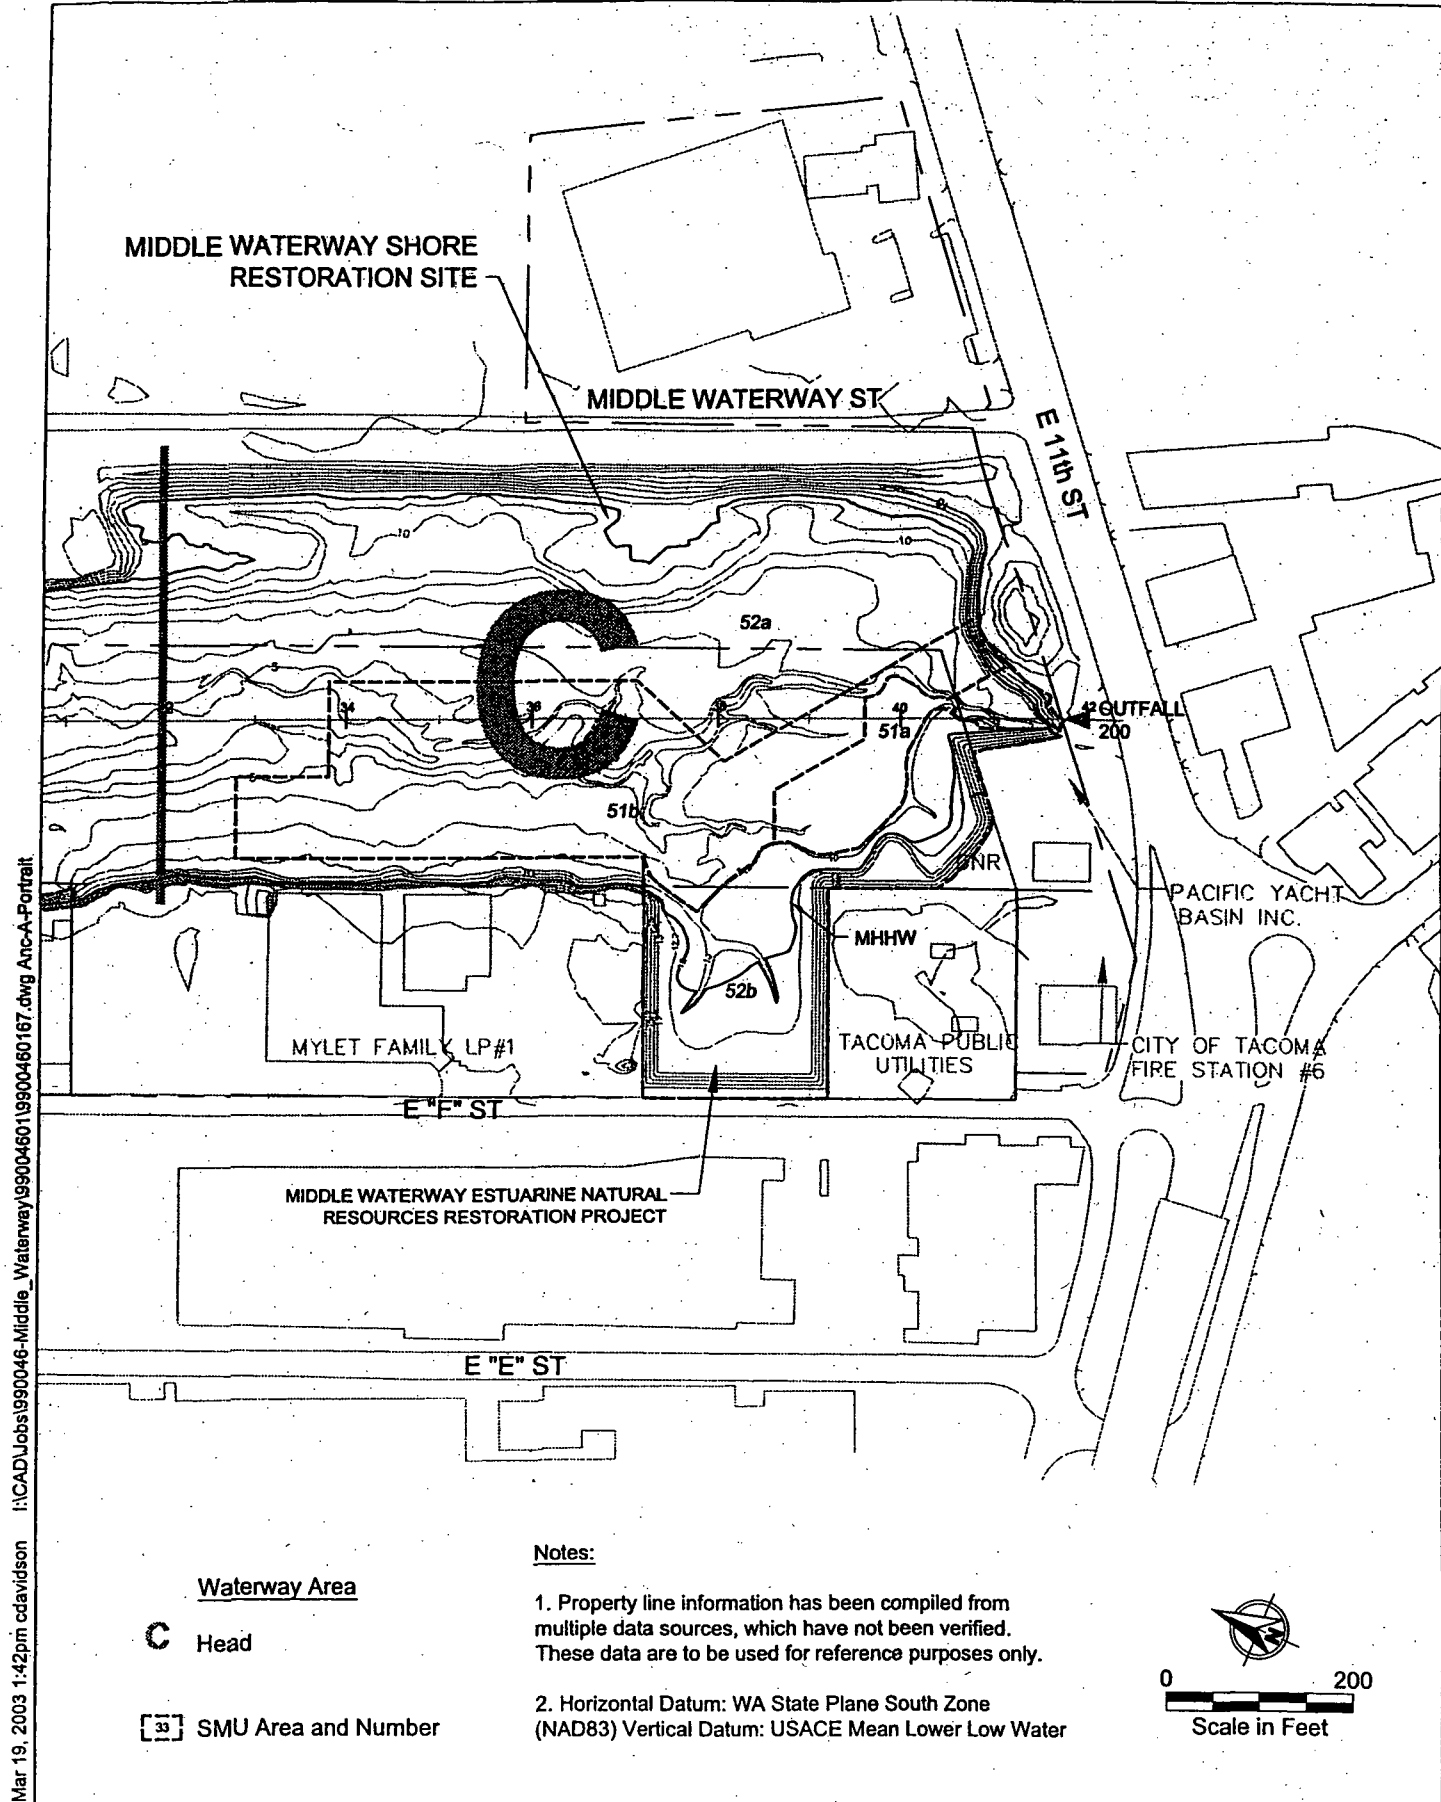 MIDDLE WATERWAY SHORE
RESTORATION SITE
MIDDLE WATERWAY ST
E 11th ST
10
10
52a
C
5
34
36
40
51a
42
OUTFALL
200
5
51b
DNR
PACIFIC YACHT
BASIN INC.
MHHW
52b
MYLET FAMILY LP#1
TACOMA PUBLIC
UTILITIES
CITY OF TACOMA
FIRE STATION #6
E "F" ST
MIDDLE WATERWAY ESTUARINE NATURAL
RESOURCES RESTORATION PROJECT
E "E" ST
Mar 19, 2003 1:42pm cdavidson I:\CAD\Jobs\990046-Middle_Waterway\99004601\9900460167.dwg Anc-A-Portrait
Waterway Area
C Head
33 SMU Area and Number
Notes:
1. Property line information has been compiled from
multiple data sources, which have not been verified.
These data are to be used for reference purposes only.
2. Horizontal Datum: WA State Plane South Zone
(NAD83) Vertical Datum: USACE Mean Lower Low Water
N
0 200
Scale in Feet